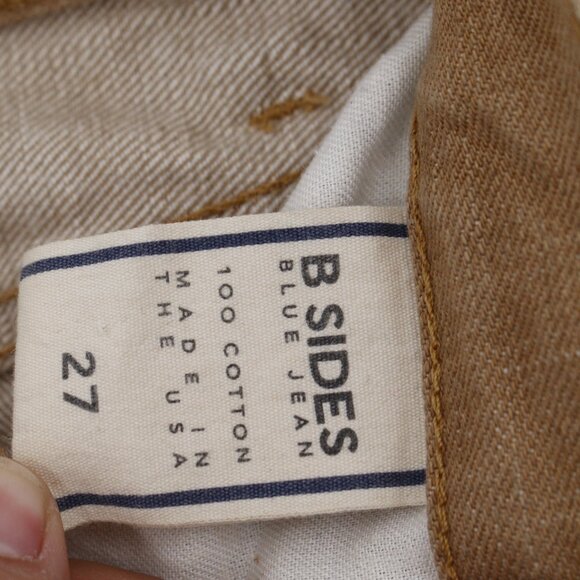 B SIDES
BLUE JEAN
100 COTTON
MADE IN
THE USA
27